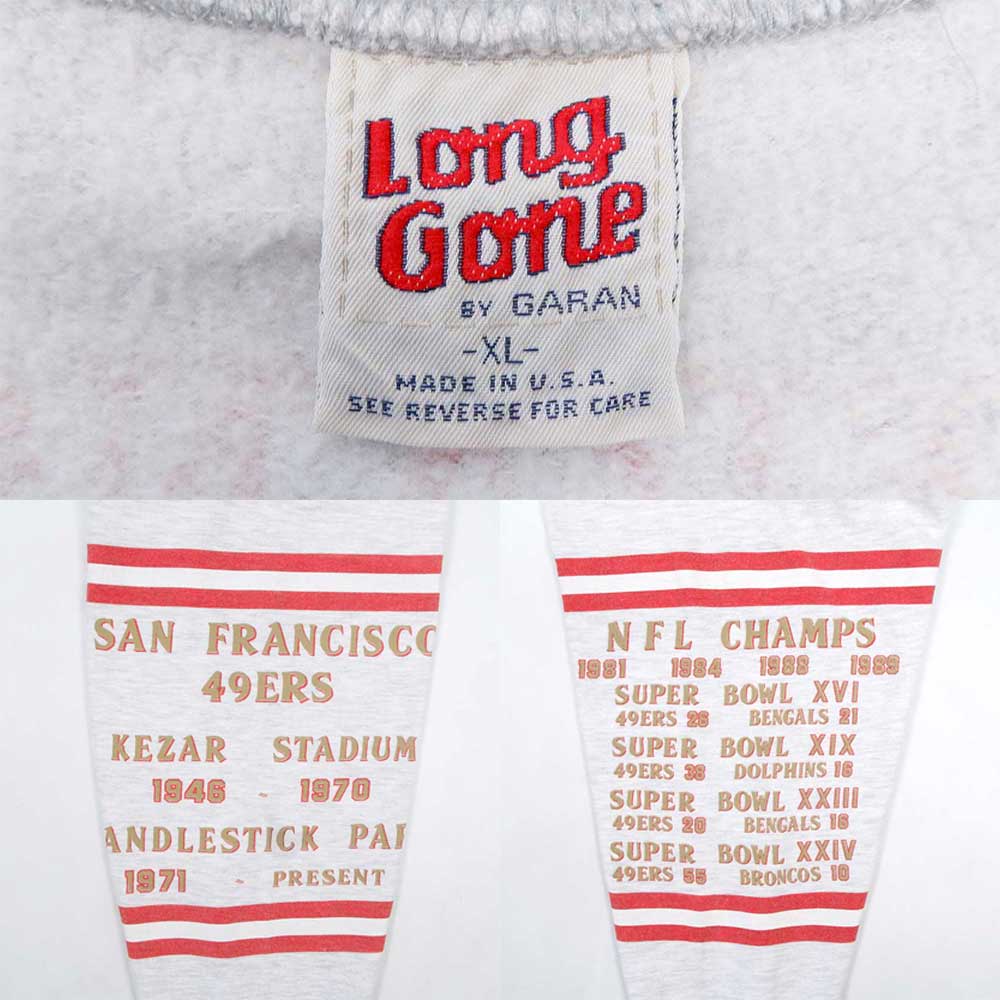 Long
Gone
BY GARAN
-XL-
MADE IN U.S.A.
SEE REVERSE FOR CARE
SAN FRANCISCO
49ERS
KEZAR STADIUM
1946 - 1970
ANDLESTICK PAR
1971 - PRESENT
NFL CHAMPS
1981 1984 1988 1989
SUPER BOWL XVI
49ERS 26 BENGALS 21
SUPER BOWL XIX
49ERS 38 DOLPHINS 16
SUPER BOWL XXIII
49ERS 20 BENGALS 16
SUPER BOWL XXIV
49ERS 55 BRONCOS 10